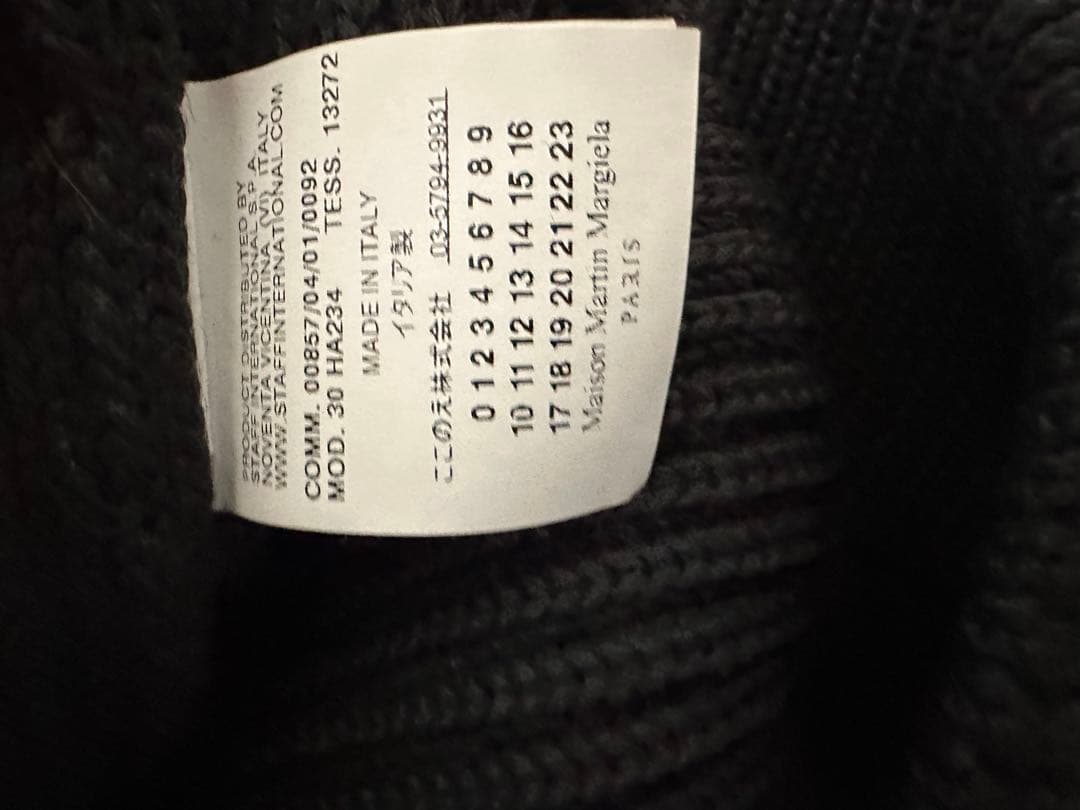 PRODUCT DISTRIBUTED BY
STAFF INTERNATIONAL S.P.A.
NOVENTA VICENTINA (VI) ITALY
WWW.STAFFINTERNATIONAL.COM
COMM. 00857/04/01/0092
MOD. 30 HA234 TESS. 13272
MADE IN ITALY
イタリア製
ここの元株式会社 03-5794-9931
0 1 2 3 4 5 6 7 8 9
10 11 12 13 14 15 16
17 18 19 20 21 22 23
Maison Martin Margiela
PARIS